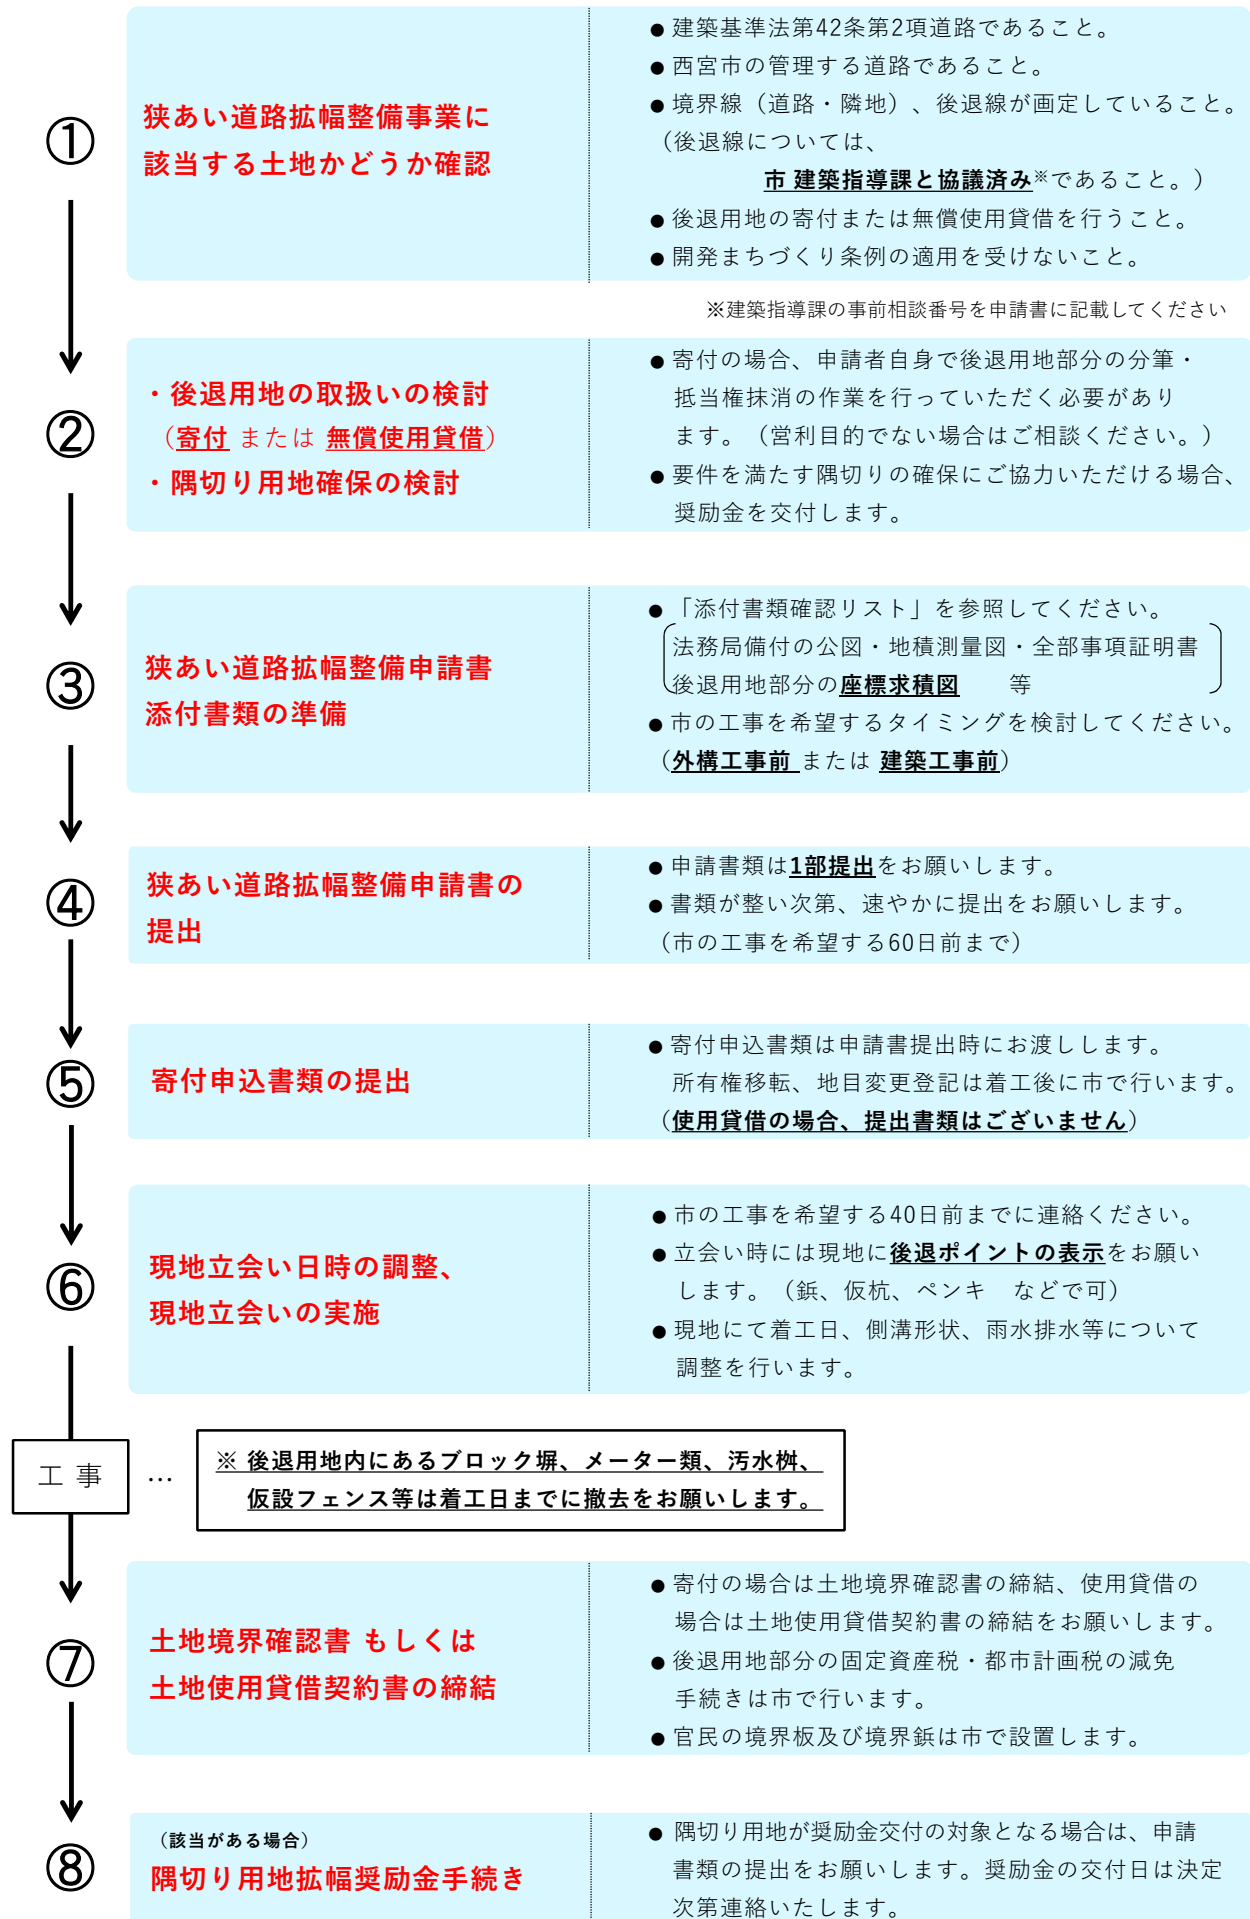 ①
狭あい道路拡幅整備事業に
該当する土地かどうか確認
●建築基準法第42条第2項道路であること。
●西宮市の管理する道路であること。
●境界線（道路・隣地）、後退線が画定していること。
（後退線については、
市 建築指導課と協議済み※であること。）
●後退用地の寄付または無償使用貸借を行うこと。
●開発まちづくり条例の適用を受けないこと。
※建築指導課の事前相談番号を申請書に記載してください
②
・後退用地の取扱いの検討
（寄付 または 無償使用貸借）
・隅切り用地確保の検討
●寄付の場合、申請者自身で後退用地部分の分筆・
抵当権抹消の作業を行っていただく必要があり
ます。（営利目的でない場合はご相談ください。）
●要件を満たす隅切りの確保にご協力いただける場合、
奨励金を交付します。
③
狭あい道路拡幅整備申請書
添付書類の準備
●「添付書類確認リスト」を参照してください。
法務局備付の公図・地積測量図・全部事項証明書
後退用地部分の座標求積図　等
●市の工事を希望するタイミングを検討してください。
（外構工事前 または 建築工事前）
④
狭あい道路拡幅整備申請書の
提出
●申請書類は1部提出をお願いします。
●書類が整い次第、速やかに提出をお願いします。
（市の工事を希望する60日前まで）
⑤
寄付申込書類の提出
●寄付申込書類は申請書提出時にお渡しします。
所有権移転、地目変更登記は着工後に市で行います。
（使用貸借の場合、提出書類はございません）
⑥
現地立会い日時の調整、
現地立会いの実施
●市の工事を希望する40日前までに連絡ください。
●立会い時には現地に後退ポイントの表示をお願い
します。（鋲、仮杭、ペンキ　などで可）
●現地にて着工日、側溝形状、雨水排水等について
調整を行います。
工 事 …
※ 後退用地内にあるブロック塀、メーター類、汚水桝、
仮設フェンス等は着工日までに撤去をお願いします。
⑦
土地境界確認書 もしくは
土地使用貸借契約書の締結
●寄付の場合は土地境界確認書の締結、使用貸借の
場合は土地使用貸借契約書の締結をお願いします。
●後退用地部分の固定資産税・都市計画税の減免
手続きは市で行います。
●官民の境界板及び境界鋲は市で設置します。
⑧
（該当がある場合）
隅切り用地拡幅奨励金手続き
●隅切り用地が奨励金交付の対象となる場合は、申請
書類の提出をお願いします。奨励金の交付日は決定
次第連絡いたします。